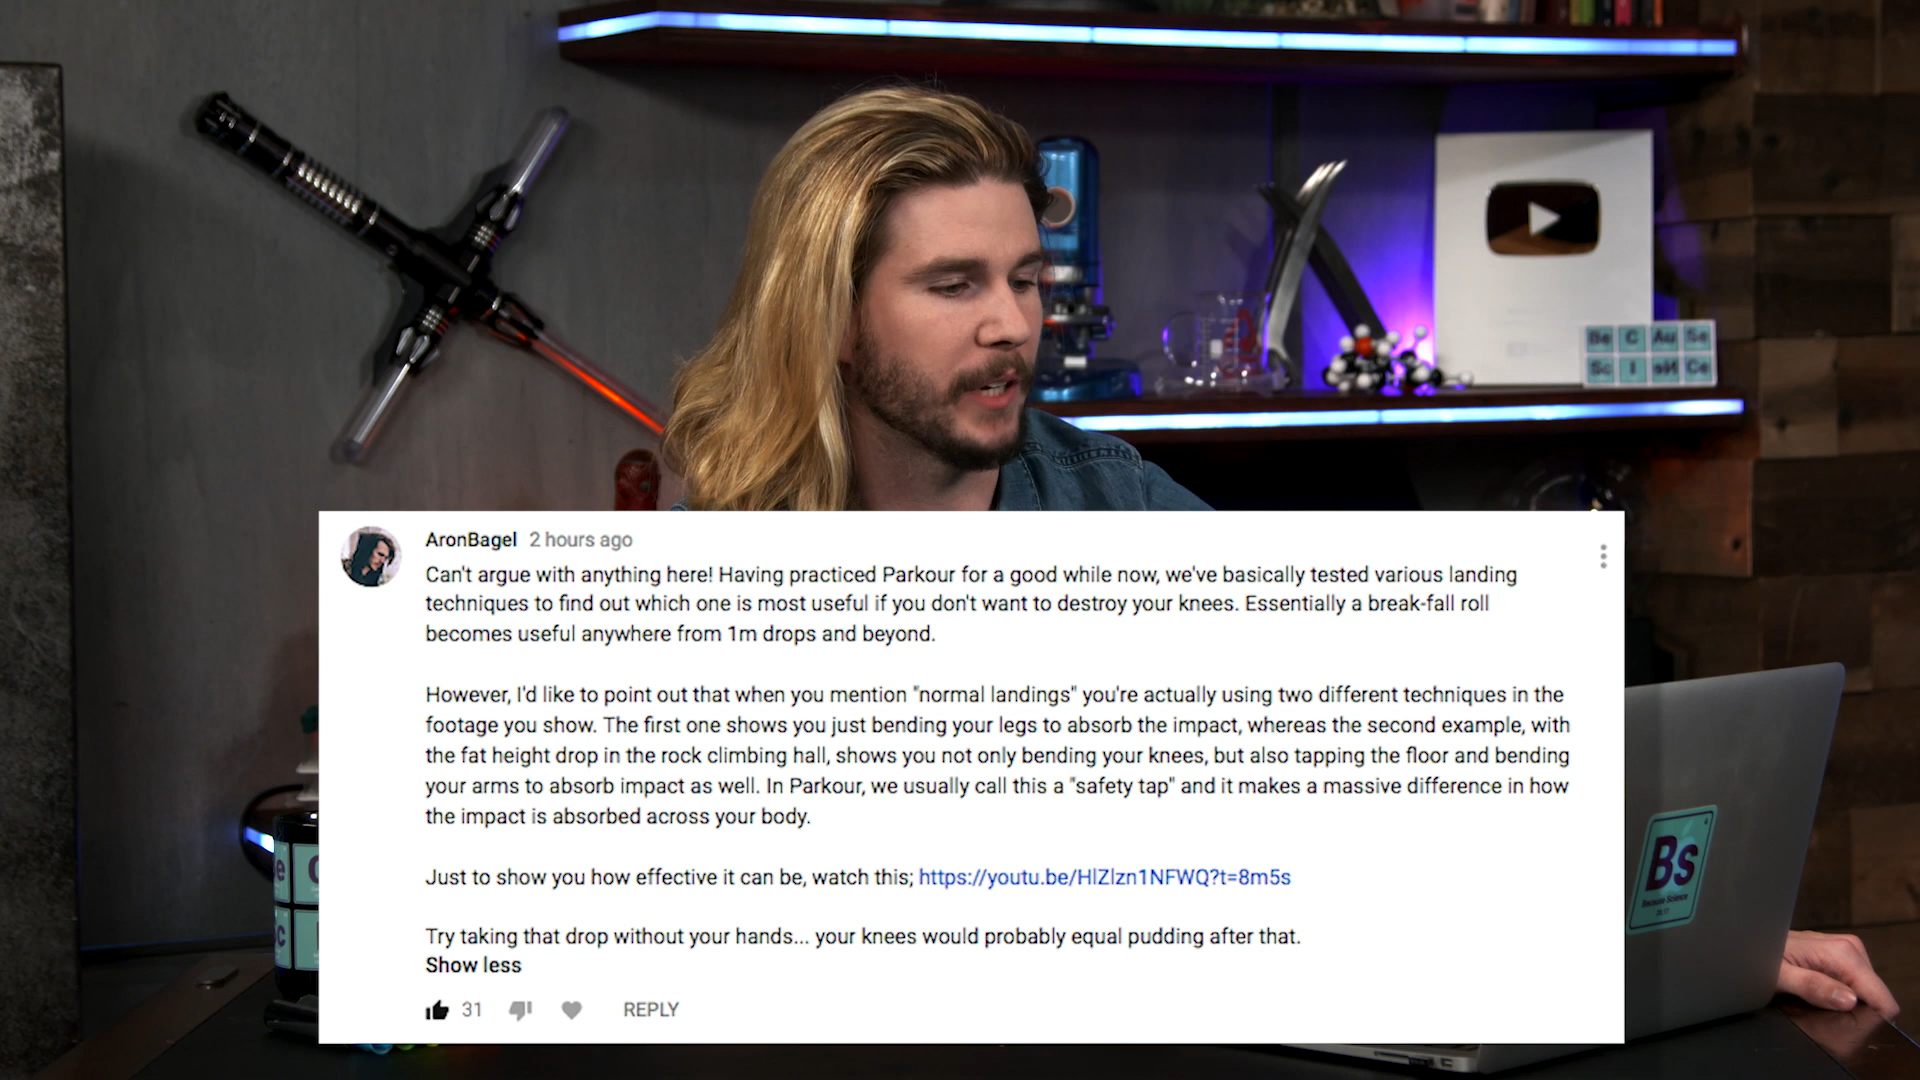 Be C Au Se
Sc I eN Ce
AronBagel 2 hours ago
Can't argue with anything here! Having practiced Parkour for a good while now, we've basically tested various landing
techniques to find out which one is most useful if you don't want to destroy your knees. Essentially a break-fall roll
becomes useful anywhere from 1m drops and beyond.
However, I'd like to point out that when you mention "normal landings" you're actually using two different techniques in the
footage you show. The first one shows you just bending your legs to absorb the impact, whereas the second example, with
the fat height drop in the rock climbing hall, shows you not only bending your knees, but also tapping the floor and bending
your arms to absorb impact as well. In Parkour, we usually call this a "safety tap" and it makes a massive difference in how
the impact is absorbed across your body.
Just to show you how effective it can be, watch this; https://youtu.be/HlZlzn1NFWQ?t=8m5s
Try taking that drop without your hands... your knees would probably equal pudding after that.
Show less
31 REPLY
Bs
Because Science